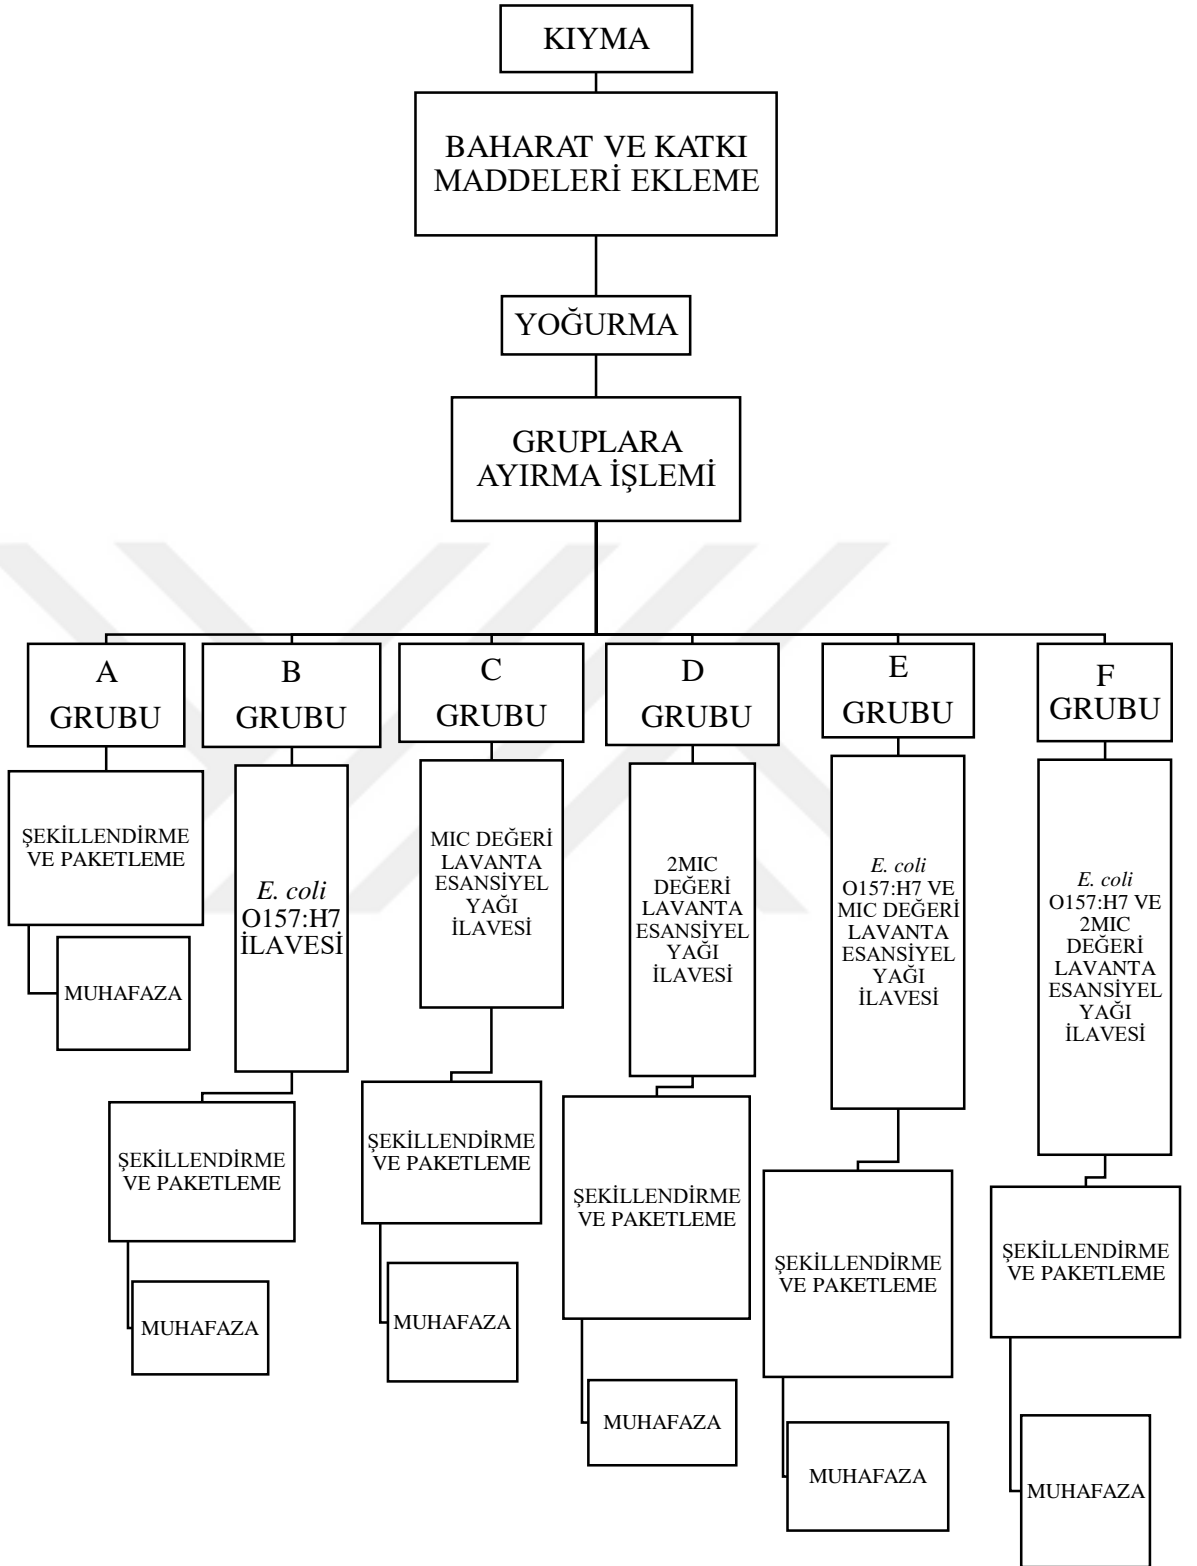 KIYMA
BAHARAT VE KATKI
MADDELERİ EKLEME
YOĞURMA
GRUPLARA
AYIRMA İŞLEMİ
A
GRUBU
B
GRUBU
C
GRUBU
D
GRUBU
E
GRUBU
F
GRUBU
ŞEKİLLENDİRME
VE PAKETLEME
MUHAFAZA
E. coli
O157:H7
İLAVESİ
ŞEKİLLENDİRME
VE PAKETLEME
MUHAFAZA
MIC DEĞERİ
LAVANTA
ESANSİYEL
YAĞI
İLAVESİ
ŞEKİLLENDİRME
VE PAKETLEME
MUHAFAZA
2MIC
DEĞERİ
LAVANTA
ESANSİYEL
YAĞI
İLAVESİ
ŞEKİLLENDİRME
VE PAKETLEME
MUHAFAZA
E. coli
O157:H7 VE
MIC DEĞERİ
LAVANTA
ESANSİYEL
YAĞI
İLAVESİ
ŞEKİLLENDİRME
VE PAKETLEME
MUHAFAZA
E. coli
O157:H7 VE
2MIC
DEĞERİ
LAVANTA
ESANSİYEL
YAĞI
İLAVESİ
ŞEKİLLENDİRME
VE PAKETLEME
MUHAFAZA